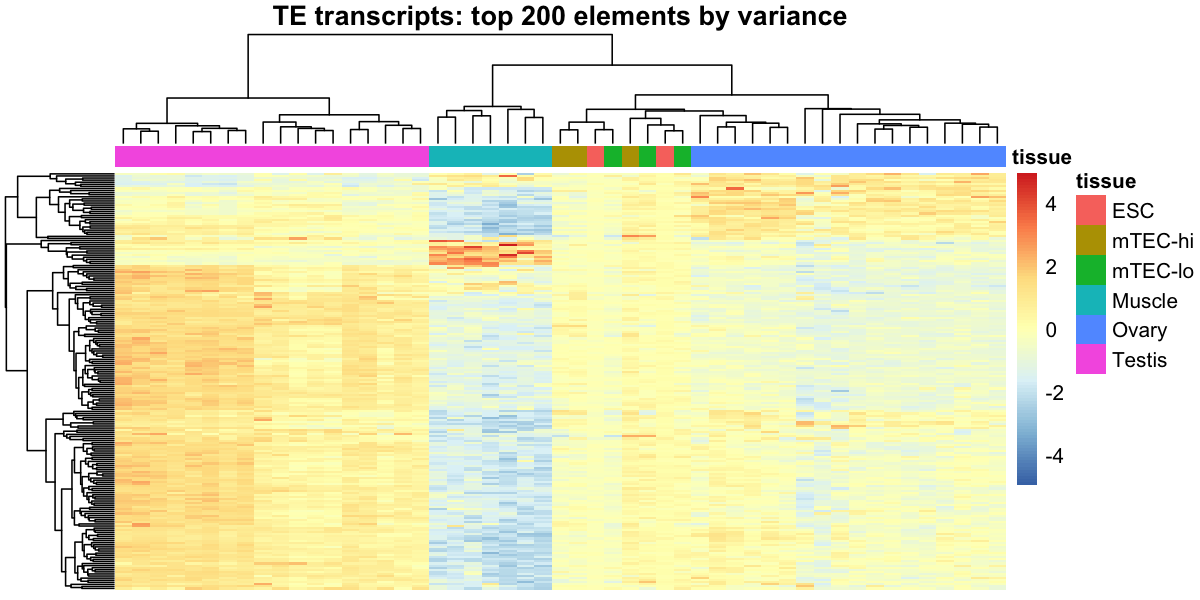 TE transcripts: top 200 elements by variance
tissue
4
2
0
-2
-4
tissue
ESC
mTEC-hi
mTEC-lo
Muscle
Ovary
Testis